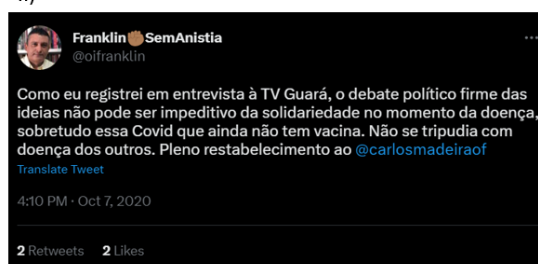 Franklin✊🏽SemAnistia
@oifranklin
Como eu registrei em entrevista à TV Guará, o debate político firme das
ideias não pode ser impeditivo da solidariedade no momento da doença,
sobretudo essa Covid que ainda não tem vacina. Não se tripudia com
doença dos outros. Pleno restabelecimento ao @carlosmadeiraof
Translate Tweet
4:10 PM · Oct 7, 2020
2 Retweets 2 Likes